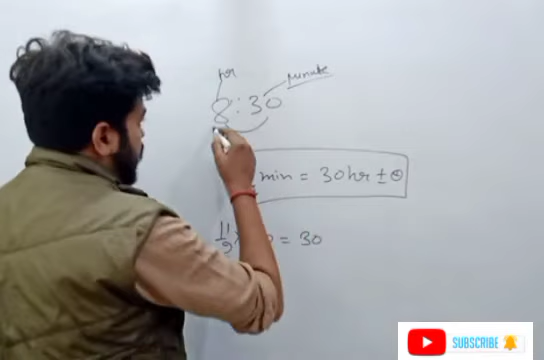 hr minute
8 : 30
min = 30hr ± θ
= 30
SUBSCRIBE